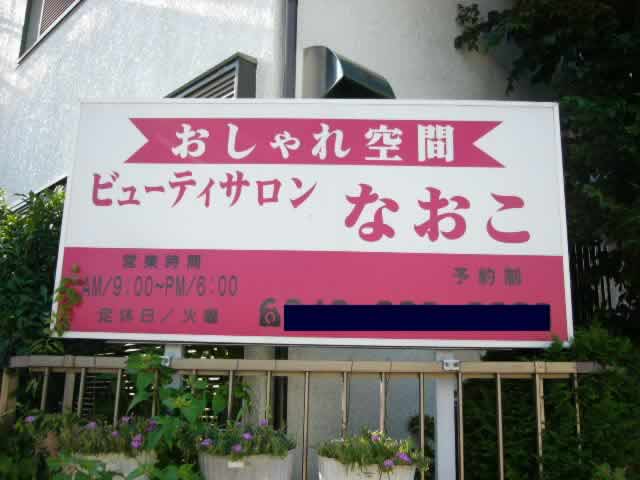 おしゃれ空間
ビューティサロン なおこ
営業時間
AM/9:00~PM/6:00
定休日/火曜
予約制